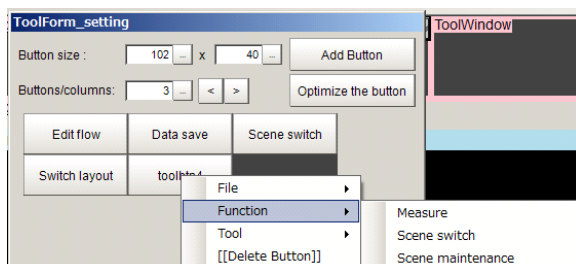 ToolForm_setting
ToolWindow
Button size : 102 ... x 40 ... Add Button
Buttons/columns: 3 ... < > Optimize the button
Edit flow Data save Scene switch
Switch layout toolbtn4
File
Function
Tool
[[Delete Button]]
Measure
Scene switch
Scene maintenance